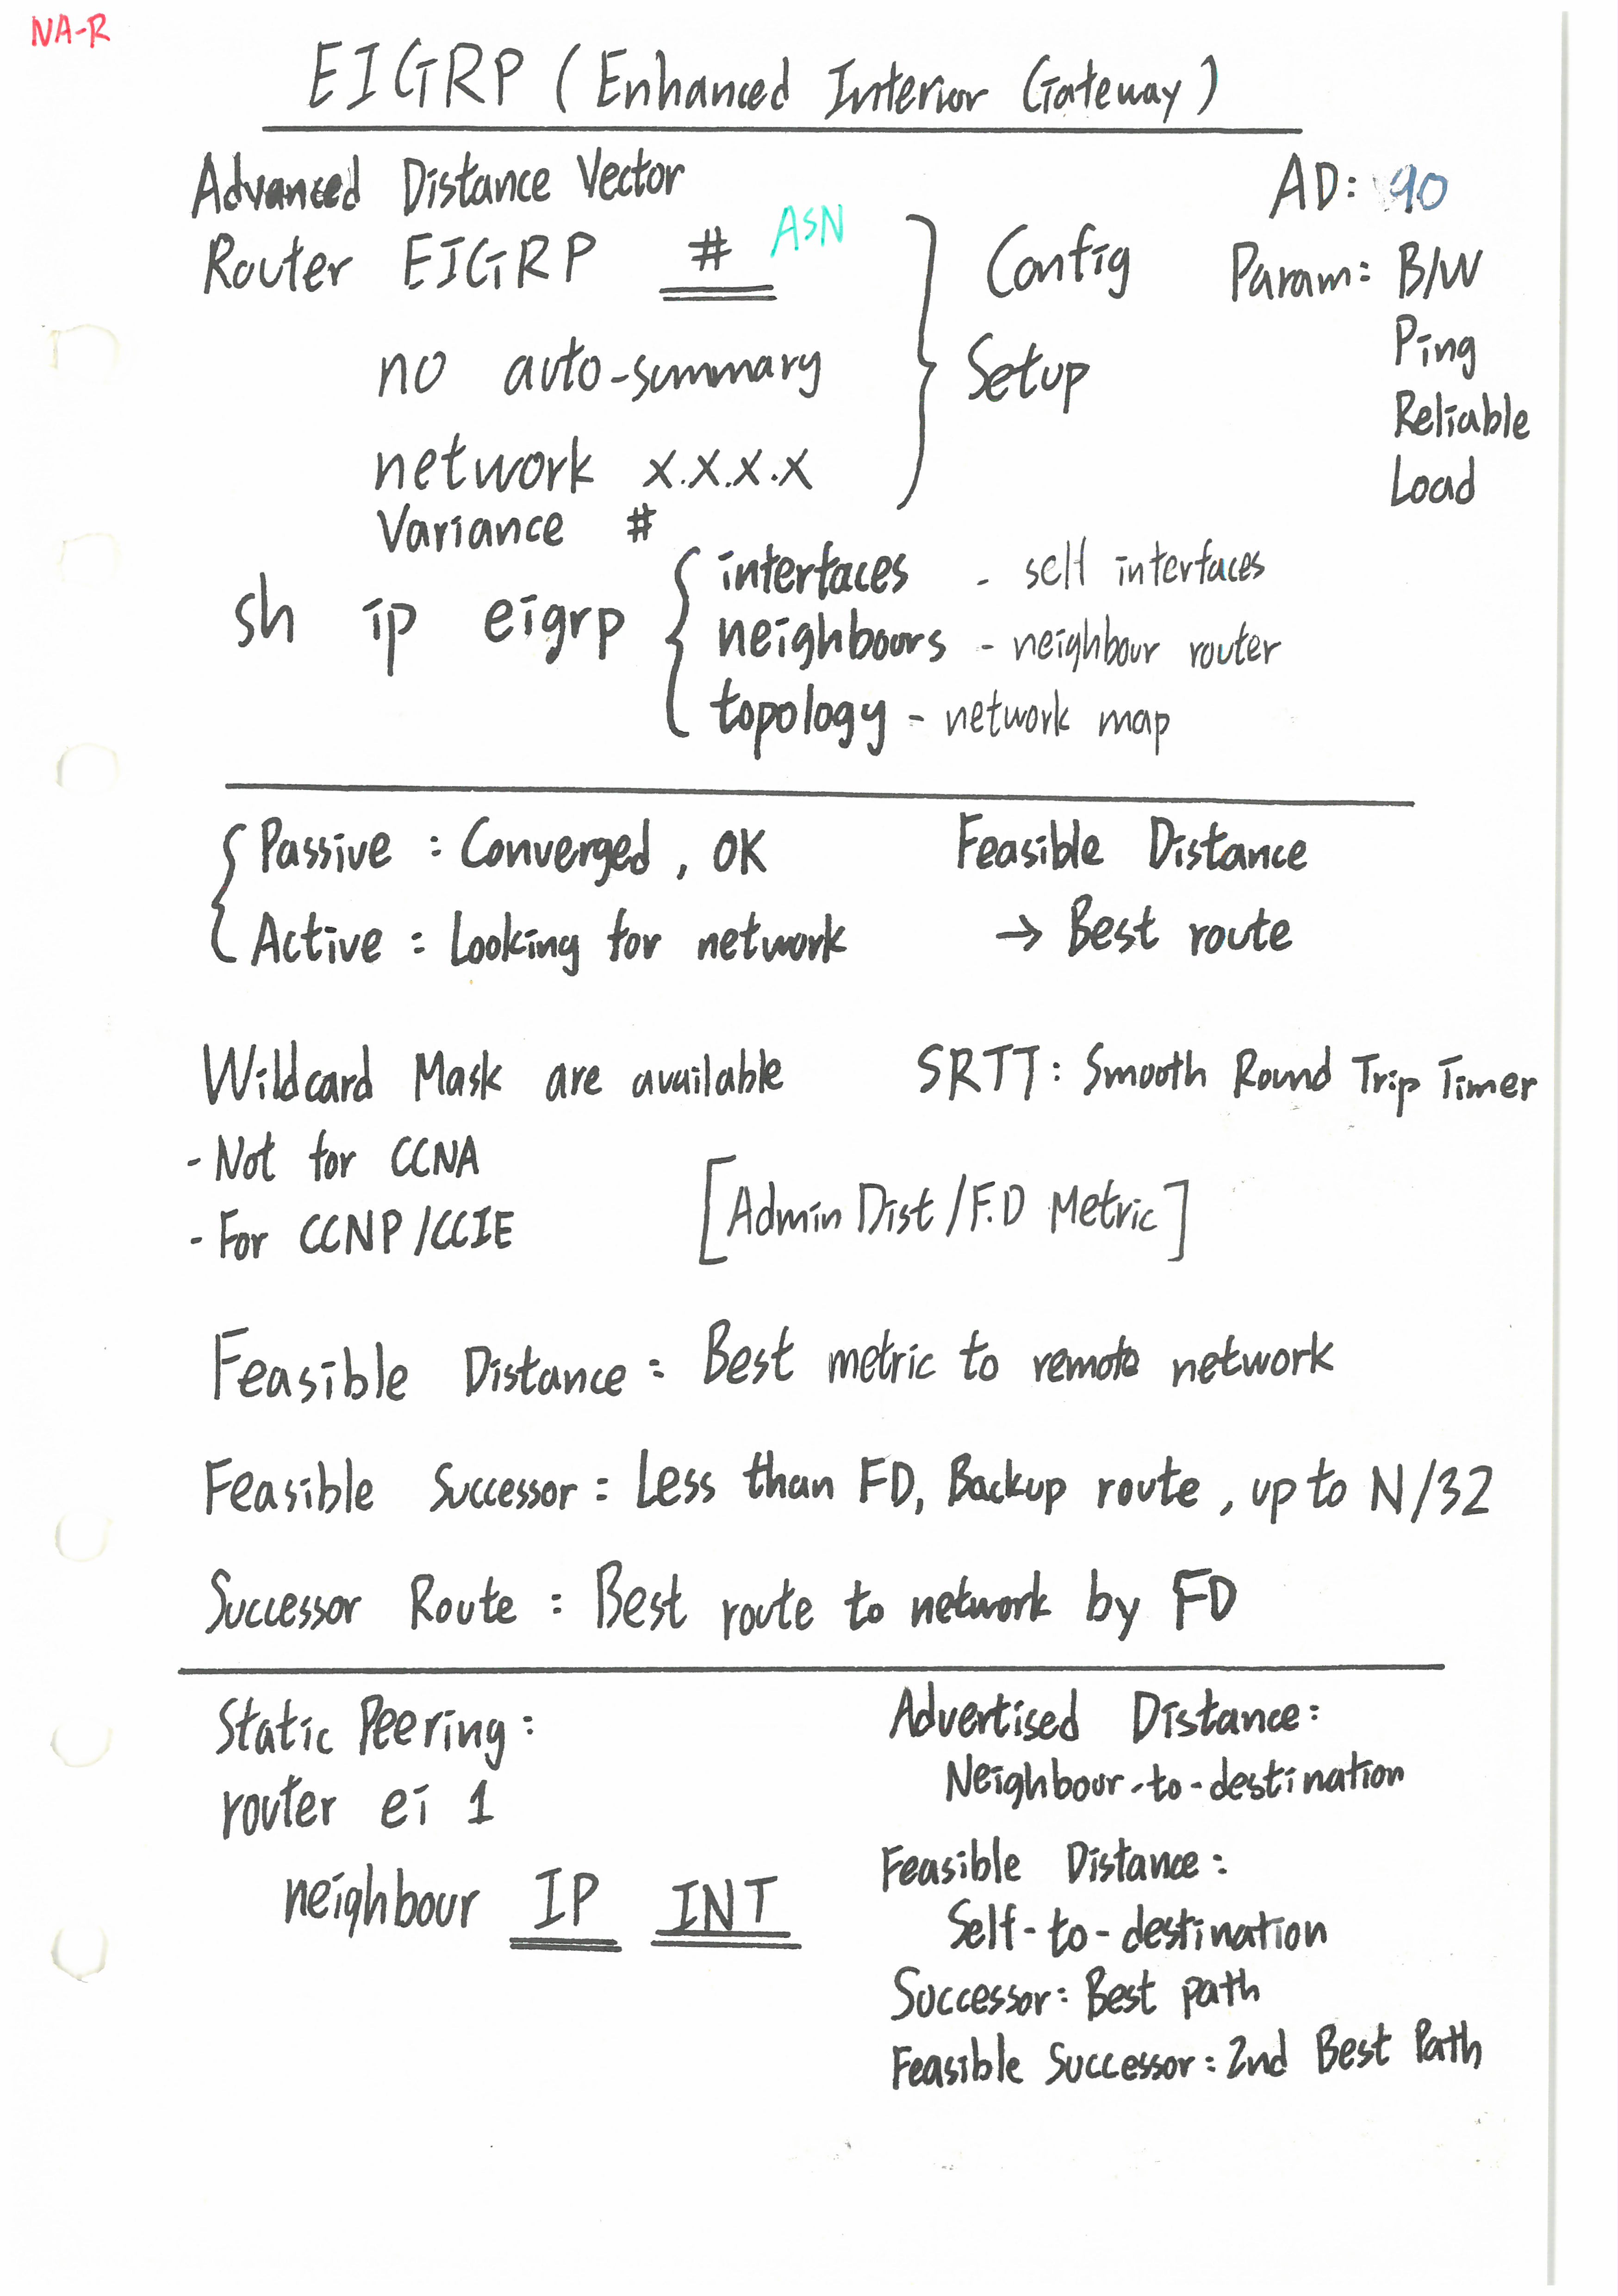 NA-R
EIGRP (Enhanced Interior Gateway)
Advanced Distance Vector
AD: 90
Router EIGRP # ASN
Config
Param: B/W
no auto-summary
Setup
Ping
Reliable
network x.x.x.x
Load
Variance #
sh ip eigrp
interfaces - self interfaces
neighbours - neighbour router
topology - network map
Passive : Converged, OK
Feasible Distance
Active : Looking for network
→ Best route
Wildcard Mask are available
SRTT: Smooth Round Trip Timer
- Not for CCNA
- For CCNP/CCIE
[Admin Dist/F.D Metric]
Feasible Distance : Best metric to remote network
Feasible Successor : Less than FD, Backup route, up to N/32
Successor Route : Best route to network by FD
Static Peering :
router ei 1
neighbour IP INT
Advertised Distance :
Neighbour-to-destination
Feasible Distance :
Self-to-destination
Successor : Best path
Feasible Successor : 2nd Best Path